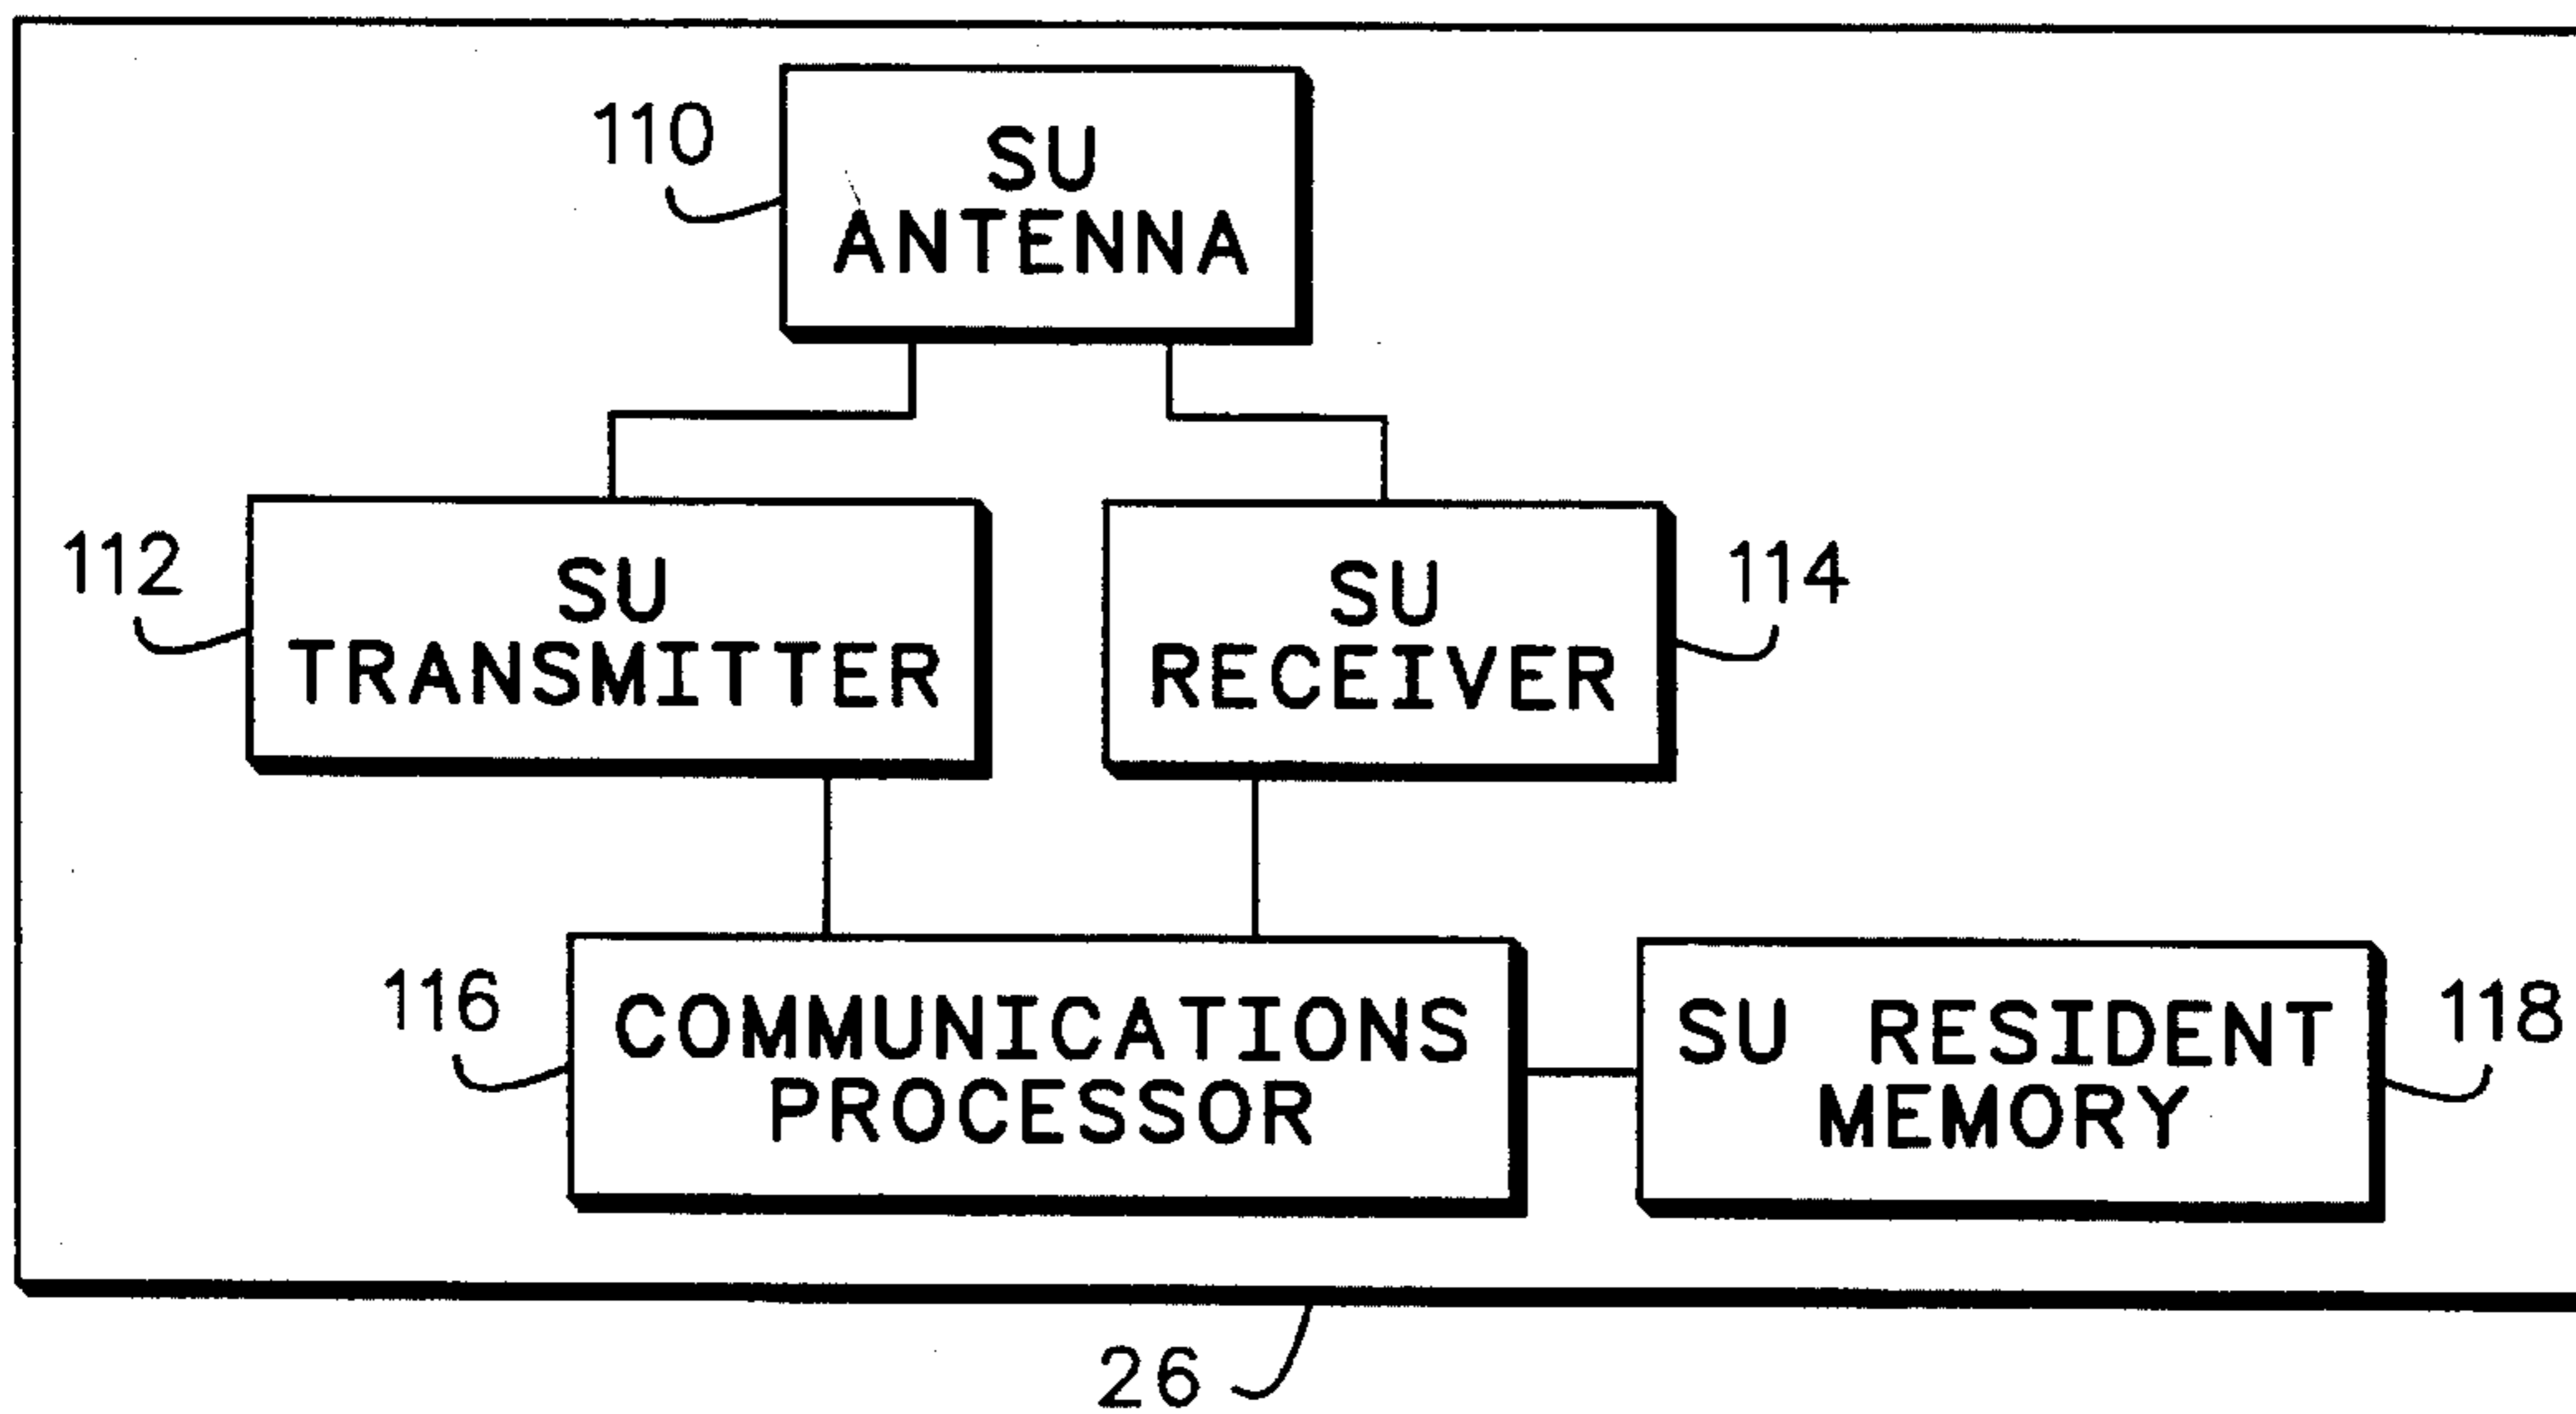 110
SU
ANTENNA
112
SU
TRANSMITTER
SU
RECEIVER
114
116
COMMUNICATIONS
PROCESSOR
SU RESIDENT
MEMORY
118
26